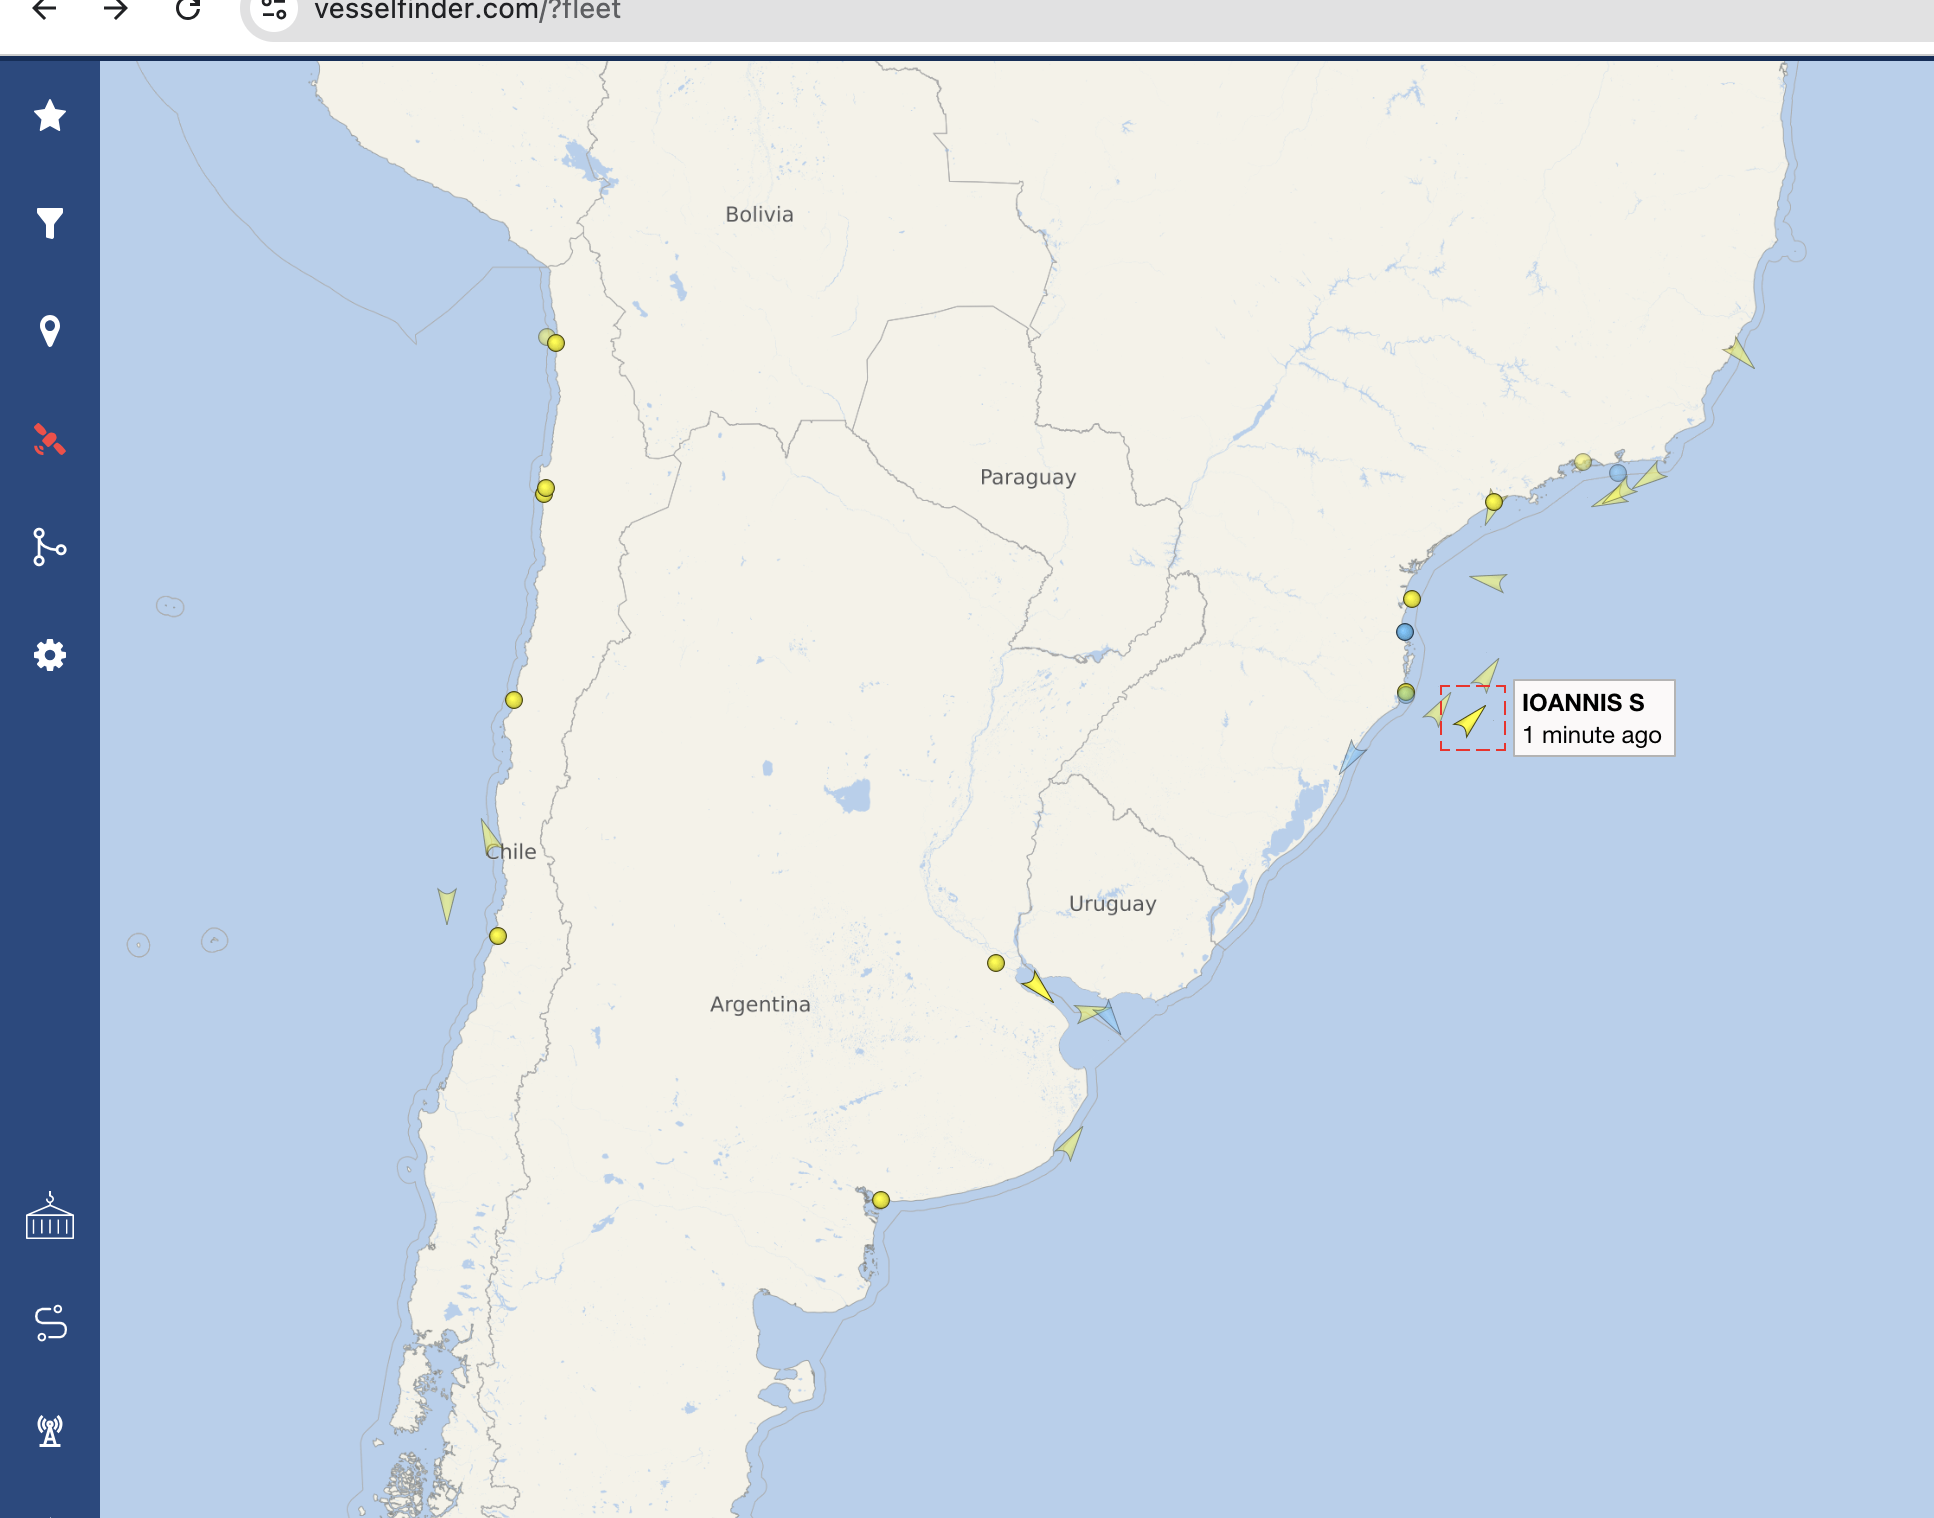 vesselfinder.com/?fleet
Bolivia
Paraguay
IOANNIS S
1 minute ago
Chile
Uruguay
Argentina